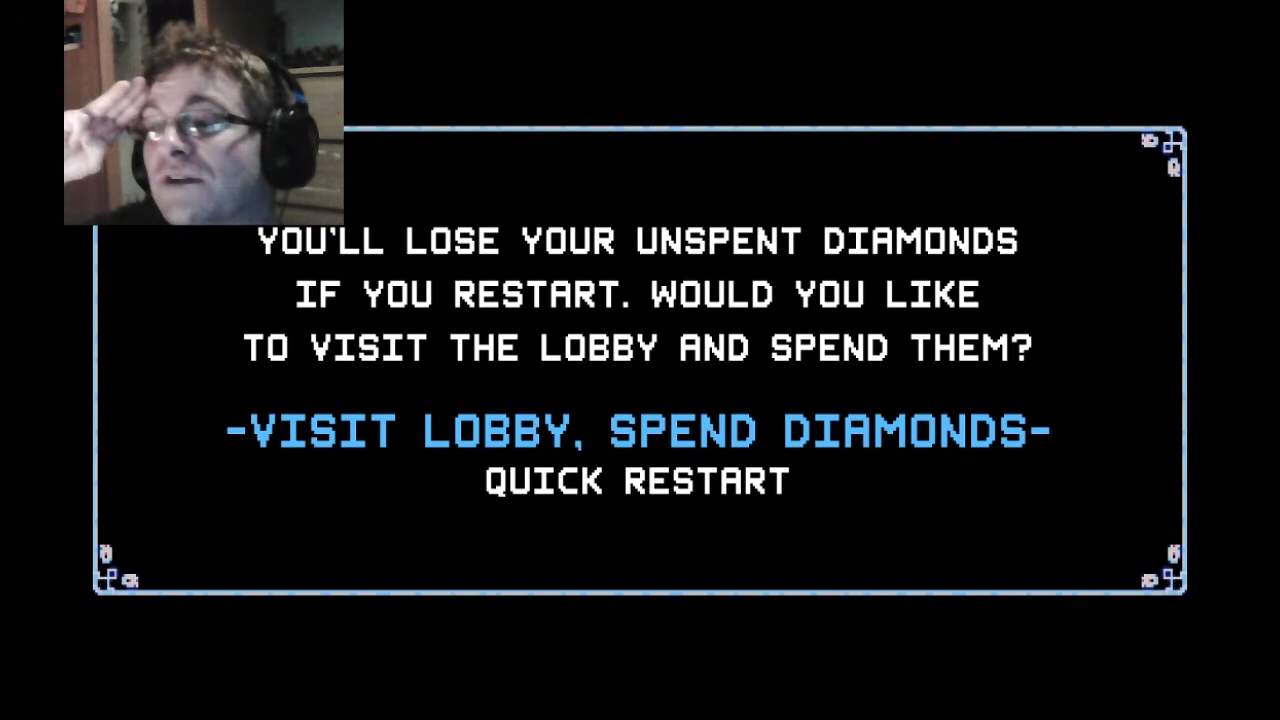 YOU'LL LOSE YOUR UNSPENT DIAMONDS
IF YOU RESTART. WOULD YOU LIKE
TO VISIT THE LOBBY AND SPEND THEM?
-VISIT LOBBY, SPEND DIAMONDS-
QUICK RESTART